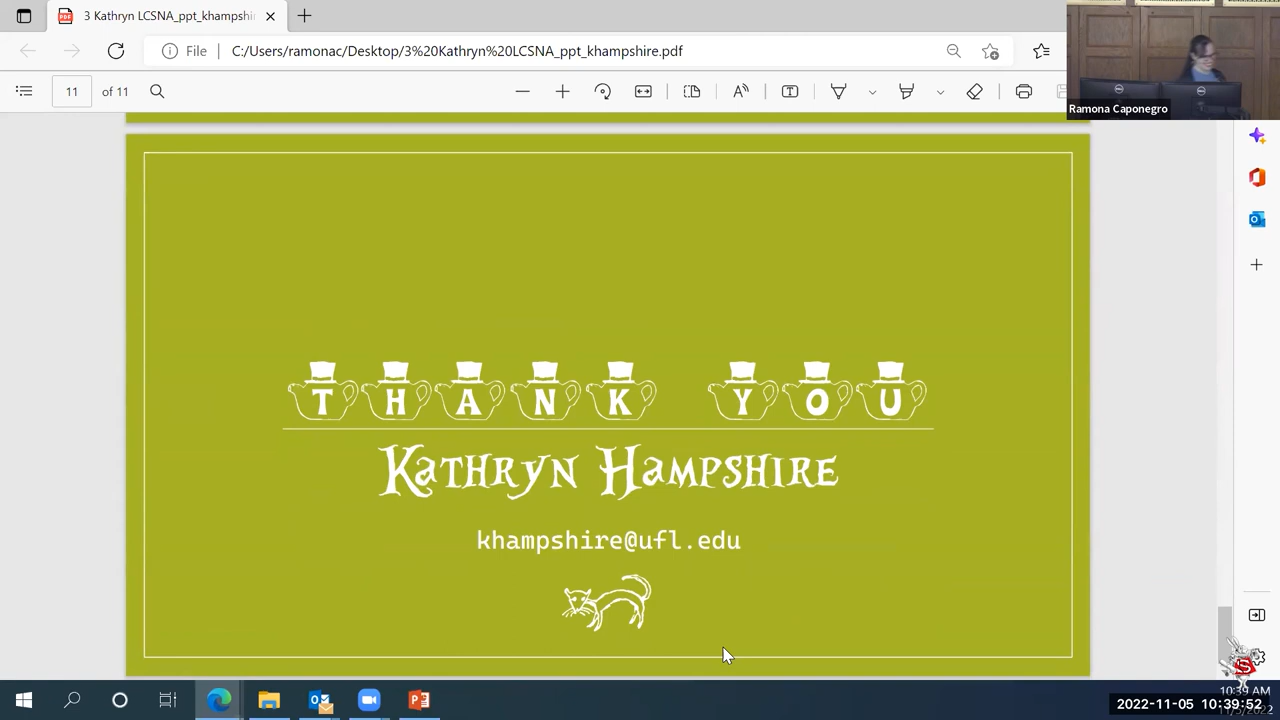 3 Kathryn LCSNA_ppt_khampshir
File
C:/Users/ramonac/Desktop/3%20Kathryn%20LCSNA_ppt_khampshire.pdf
11 of 11
Ramona Caponegro
THANK YOU
Kathryn Hampshire
khampshire@ufl.edu
10:39 AM
2022-11-05 10:39:52